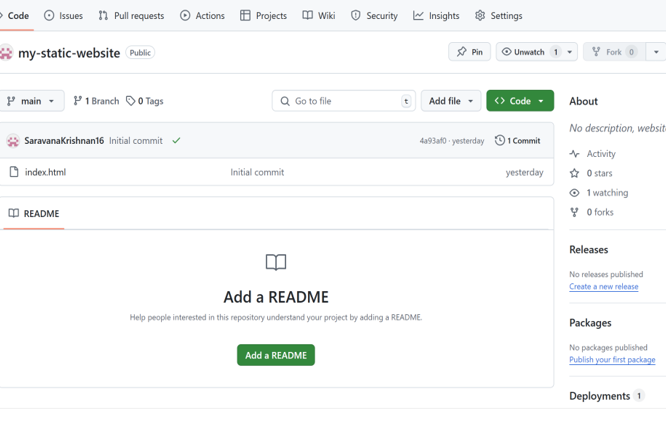 Code Issues Pull requests Actions Projects Wiki Security Insights Settings
my-static-website Public Pin Unwatch 1 Fork 0
main 1 Branch 0 Tags Go to file t Add file Code
SaravanaKrishnan16 Initial commit 4a93af0 · yesterday 1 Commit
index.html Initial commit yesterday
README
Add a README
Help people interested in this repository understand your project by adding a README.
Add a README
About
No description, website
Activity
0 stars
1 watching
0 forks
Releases
No releases published
Create a new release
Packages
No packages published
Publish your first package
Deployments 1